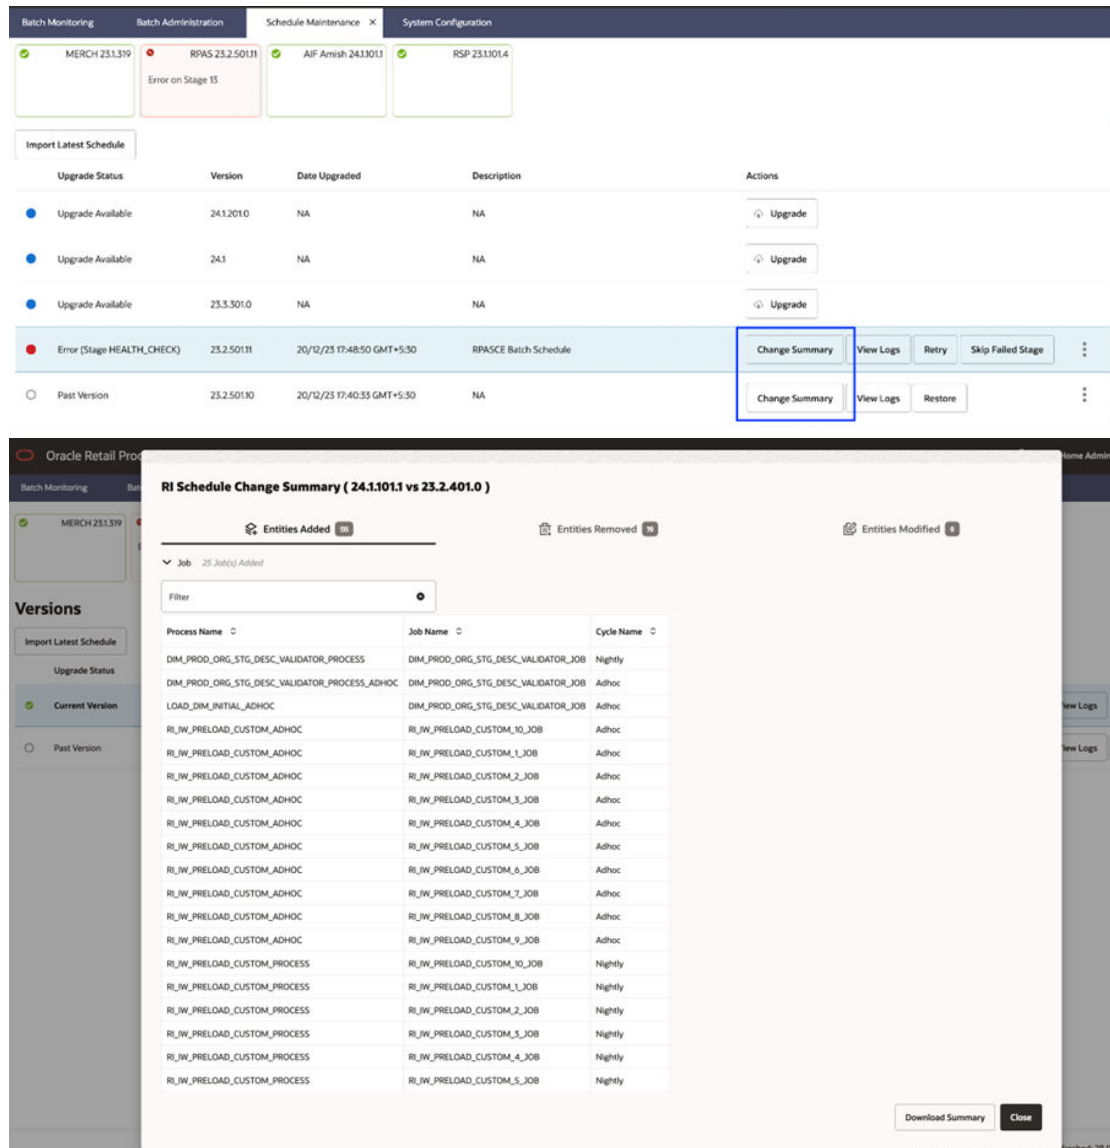 Batch Monitoring Batch Administration Schedule Maintenance × System Configuration
MERCH 23.1.319 RPAS 23.2.501.11 AIF Amish 24.1.101.1 RSP 23.1.101.4
Error on Stage 13
Import Latest Schedule
Upgrade Status Version Date Upgraded Description Actions
Upgrade Available 24.1.201.0 NA NA Upgrade
Upgrade Available 24.1 NA NA Upgrade
Upgrade Available 23.3.301.0 NA NA Upgrade
Error (Stage HEALTH_CHECK) 23.2.501.11 20/12/23 17:48:50 GMT+5:30 RPASCE Batch Schedule Change Summary View Logs Retry Skip Failed Stage
Past Version 23.2.501.10 20/12/23 17:40:33 GMT+5:30 NA Change Summary View Logs Restore
Oracle Retail Proc Home Admin
Batch Monitoring Bat
RI Schedule Change Summary ( 24.1.101.1 vs 23.2.401.0 )
MERCH 23.1.319
Entities Added Entities Removed Entities Modified 0
Job 25 Job(s) Added
Filter
Versions
Import Latest Schedule
Process Name Job Name Cycle Name
Upgrade Status
DIM_PROD_ORG_STG_DESC_VALIDATOR_PROCESS DIM_PROD_ORG_STG_DESC_VALIDATOR_JOB Nightly
DIM_PROD_ORG_STG_DESC_VALIDATOR_PROCESS_ADHOC DIM_PROD_ORG_STG_DESC_VALIDATOR_JOB Adhoc
Current Version LOAD_DIM_INITIAL_ADHOC DIM_PROD_ORG_STG_DESC_VALIDATOR_JOB Adhoc iew Logs
RI_IW_PRELOAD_CUSTOM_ADHOC RI_IW_PRELOAD_CUSTOM_10_JOB Adhoc
Past Version RI_IW_PRELOAD_CUSTOM_ADHOC RI_IW_PRELOAD_CUSTOM_1_JOB Adhoc iew Logs
RI_IW_PRELOAD_CUSTOM_ADHOC RI_IW_PRELOAD_CUSTOM_2_JOB Adhoc
RI_IW_PRELOAD_CUSTOM_ADHOC RI_IW_PRELOAD_CUSTOM_3_JOB Adhoc
RI_IW_PRELOAD_CUSTOM_ADHOC RI_IW_PRELOAD_CUSTOM_4_JOB Adhoc
RI_IW_PRELOAD_CUSTOM_ADHOC RI_IW_PRELOAD_CUSTOM_5_JOB Adhoc
RI_IW_PRELOAD_CUSTOM_ADHOC RI_IW_PRELOAD_CUSTOM_6_JOB Adhoc
RI_IW_PRELOAD_CUSTOM_ADHOC RI_IW_PRELOAD_CUSTOM_7_JOB Adhoc
RI_IW_PRELOAD_CUSTOM_ADHOC RI_IW_PRELOAD_CUSTOM_8_JOB Adhoc
RI_IW_PRELOAD_CUSTOM_ADHOC RI_IW_PRELOAD_CUSTOM_9_JOB Adhoc
RI_IW_PRELOAD_CUSTOM_PROCESS RI_IW_PRELOAD_CUSTOM_10_JOB Nightly
RI_IW_PRELOAD_CUSTOM_PROCESS RI_IW_PRELOAD_CUSTOM_1_JOB Nightly
RI_IW_PRELOAD_CUSTOM_PROCESS RI_IW_PRELOAD_CUSTOM_2_JOB Nightly
RI_IW_PRELOAD_CUSTOM_PROCESS RI_IW_PRELOAD_CUSTOM_3_JOB Nightly
RI_IW_PRELOAD_CUSTOM_PROCESS RI_IW_PRELOAD_CUSTOM_4_JOB Nightly
RI_IW_PRELOAD_CUSTOM_PROCESS RI_IW_PRELOAD_CUSTOM_5_JOB Nightly
Download Summary Close